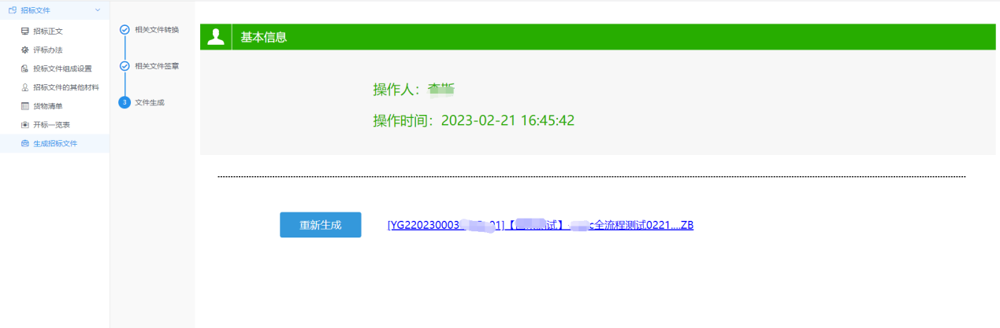 招标文件
招标正文
评标办法
投标文件组成设置
招标文件的其他材料
货物清单
开标一览表
生成招标文件
相关文件转换
相关文件签章
3 文件生成
基本信息
操作人：
操作时间：2023-02-21 16:45:42
重新生成
[YG220230003 01]【 试】 c全流程测试0221....ZB